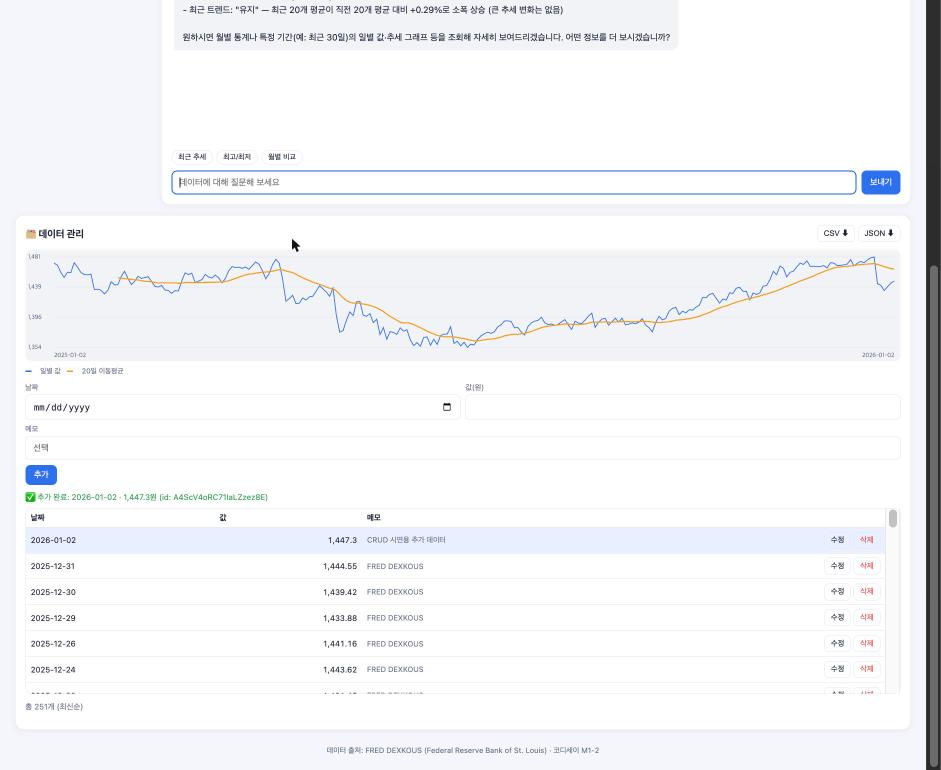 - 최근 트렌드: "유지" — 최근 20개 평균이 직전 20개 평균 대비 +0.29%로 소폭 상승 (큰 추세 변화는 없음)
원하시면 월별 통계나 특정 기간(예: 최근 30일)의 일별 값·추세 그래프 등을 조회해 자세히 보여드리겠습니다. 어떤 정보를 더 보시겠습니까?
최근 추세 최고/최저 월별 비교
데이터에 대해 질문해 보세요 보내기
데이터 관리 CSV ⬇ JSON ⬇
1,481
1,439
1,396
1,354
2025-01-02 2026-01-02
일별 값 20일 이동평균
날짜 값(원)
mm/dd/yyyy
메모
선택
추가
✅ 추가 완료: 2026-01-02 · 1,447.3원 (id: A4ScV4oRC71IaLZzez8E)
날짜 값 메모
2026-01-02 1,447.3 CRUD 시연용 추가 데이터 수정 삭제
2025-12-31 1,444.55 FRED DEXKOUS 수정 삭제
2025-12-30 1,439.42 FRED DEXKOUS 수정 삭제
2025-12-29 1,433.88 FRED DEXKOUS 수정 삭제
2025-12-26 1,441.16 FRED DEXKOUS 수정 삭제
2025-12-24 1,443.62 FRED DEXKOUS 수정 삭제
총 251개 (최신순)
데이터 출처: FRED DEXKOUS (Federal Reserve Bank of St. Louis) · 코디세이 M1-2